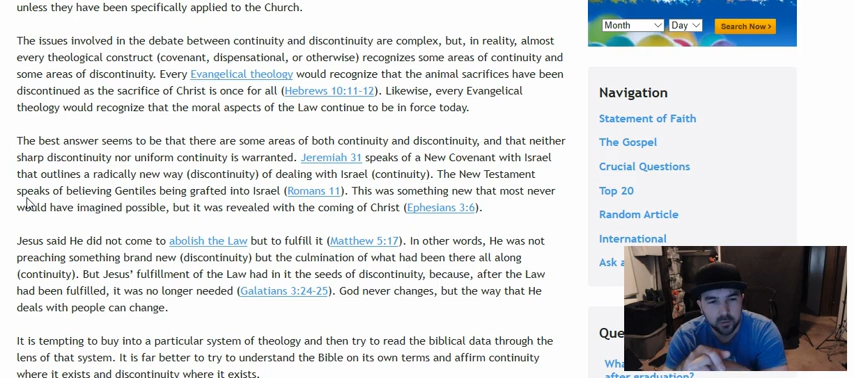 unless they have been specifically applied to the Church.
The issues involved in the debate between continuity and discontinuity are complex, but, in reality, almost
every theological construct (covenant, dispensational, or otherwise) recognizes some areas of continuity and
some areas of discontinuity. Every Evangelical theology would recognize that the animal sacrifices have been
discontinued as the sacrifice of Christ is once for all (Hebrews 10:11-12). Likewise, every Evangelical
theology would recognize that the moral aspects of the Law continue to be in force today.
The best answer seems to be that there are some areas of both continuity and discontinuity, and that neither
sharp discontinuity nor uniform continuity is warranted. Jeremiah 31 speaks of a New Covenant with Israel
that outlines a radically new way (discontinuity) of dealing with Israel (continuity). The New Testament
speaks of believing Gentiles being grafted into Israel (Romans 11). This was something new that most never
would have imagined possible, but it was revealed with the coming of Christ (Ephesians 3:6).
Jesus said He did not come to abolish the Law but to fulfill it (Matthew 5:17). In other words, He was not
preaching something brand new (discontinuity) but the culmination of what had been there all along
(continuity). But Jesus’ fulfillment of the Law had in it the seeds of discontinuity, because, after the Law
had been fulfilled, it was no longer needed (Galatians 3:24-25). God never changes, but the way that He
deals with people can change.
It is tempting to buy into a particular system of theology and then try to read the biblical data through the
lens of that system. It is far better to try to understand the Bible on its own terms and affirm continuity
where it exists and discontinuity where it exists.
Month Day Search Now >
Navigation
Statement of Faith
The Gospel
Crucial Questions
Top 20
Random Article
International
Ask
Que
after graduation?